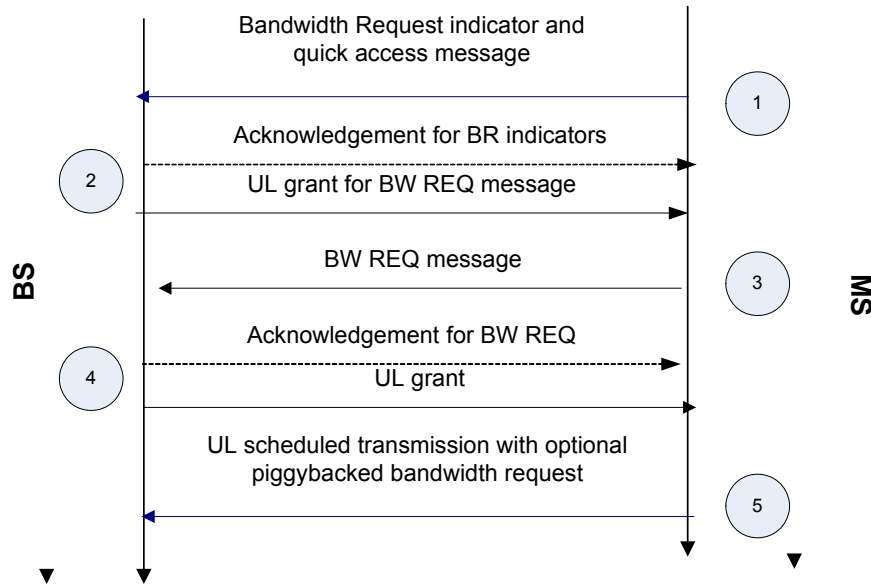 Bandwidth Request indicator and
quick access message
1
Acknowledgement for BR indicators
2
UL grant for BW REQ message
BW REQ message
3
BS
MS
Acknowledgement for BW REQ
4
UL grant
UL scheduled transmission with optional
piggybacked bandwidth request
5